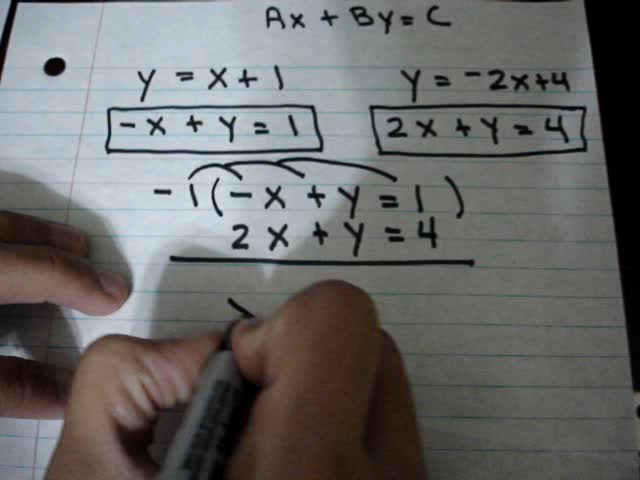 Ax + By = C
y = x + 1 y = -2x+4
-x + y = 1 2x + y = 4
-1(-x + y = 1)
2x + y = 4